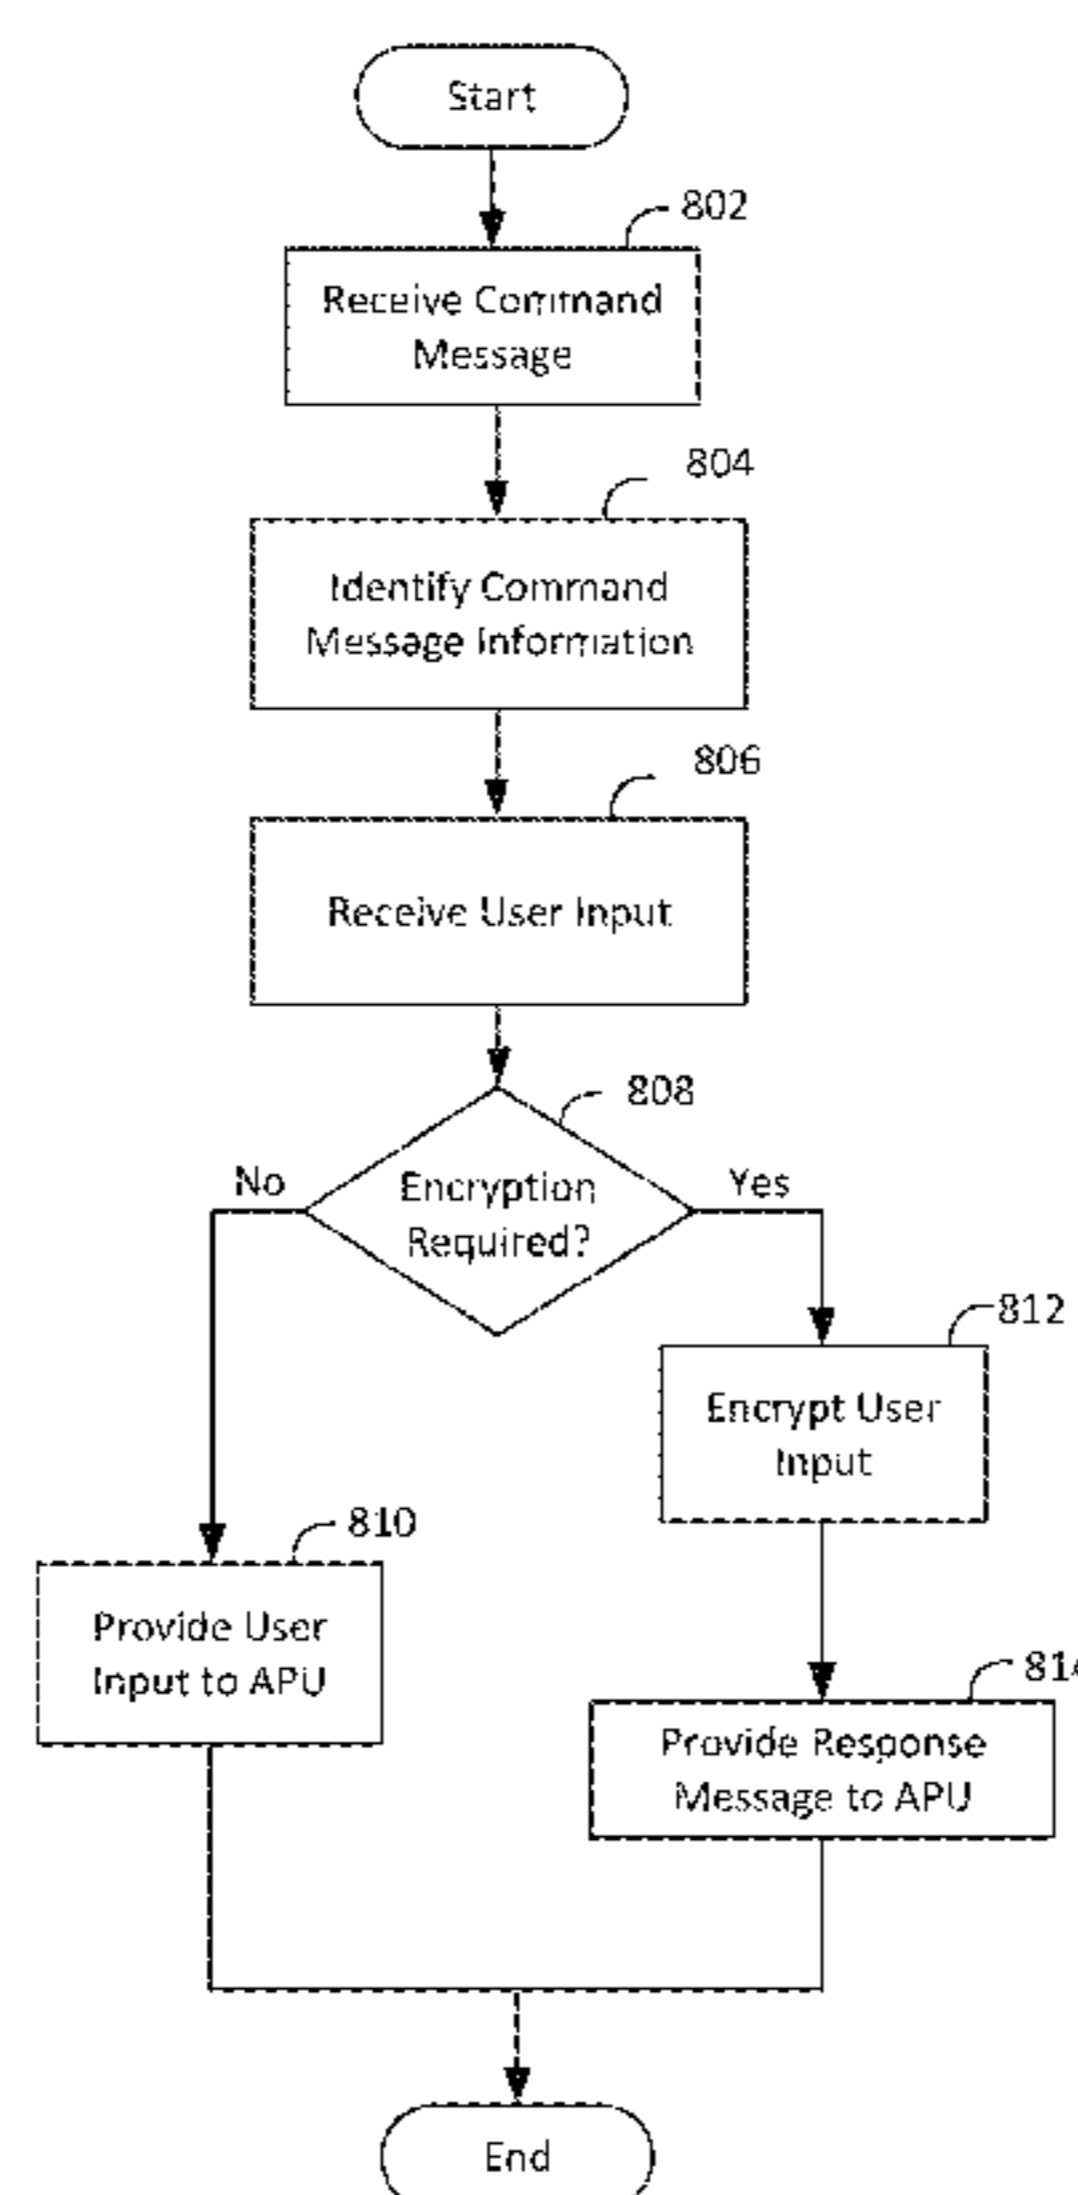 Start
802
Receive Command
Message
804
Identify Command
Message Information
806
Receive User Input
808
No
Encryption
Required?
Yes
812
Encrypt User
Input
810
Provide User
Input to APU
Provide Response
Message to APU
End